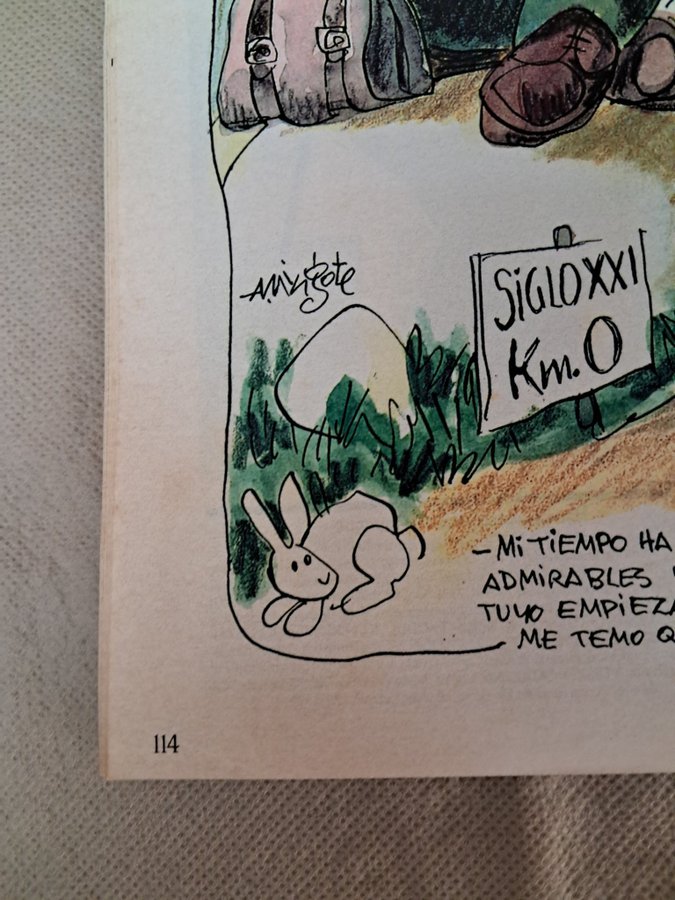 A. Mingote
SiGLO XXI
Km. 0
- Mi TiEMPO HA
ADMiRABLES
TUYO EMPiEZA
ME TEMO Q
114